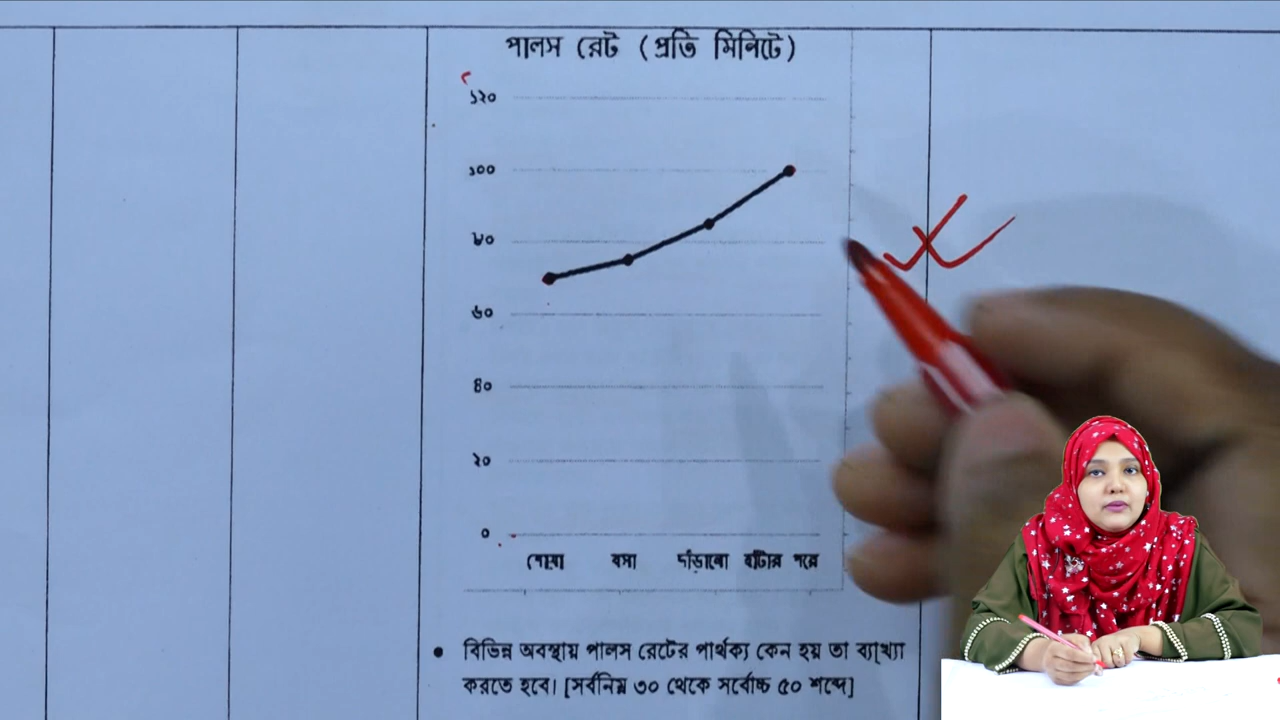 পালস রেট (প্রতি মিনিটে)
১২০
১০০
৮০
৬০
৪০
২০
০
শোয়া বসা দাঁড়ানো হাঁটার পরে
• বিভিন্ন অবস্থায় পালস রেটের পার্থক্য কেন হয় তা ব্যাখ্যা
করতে হবে। [সর্বনিম্ন ৩০ থেকে সর্বোচ্চ ৫০ শব্দে]